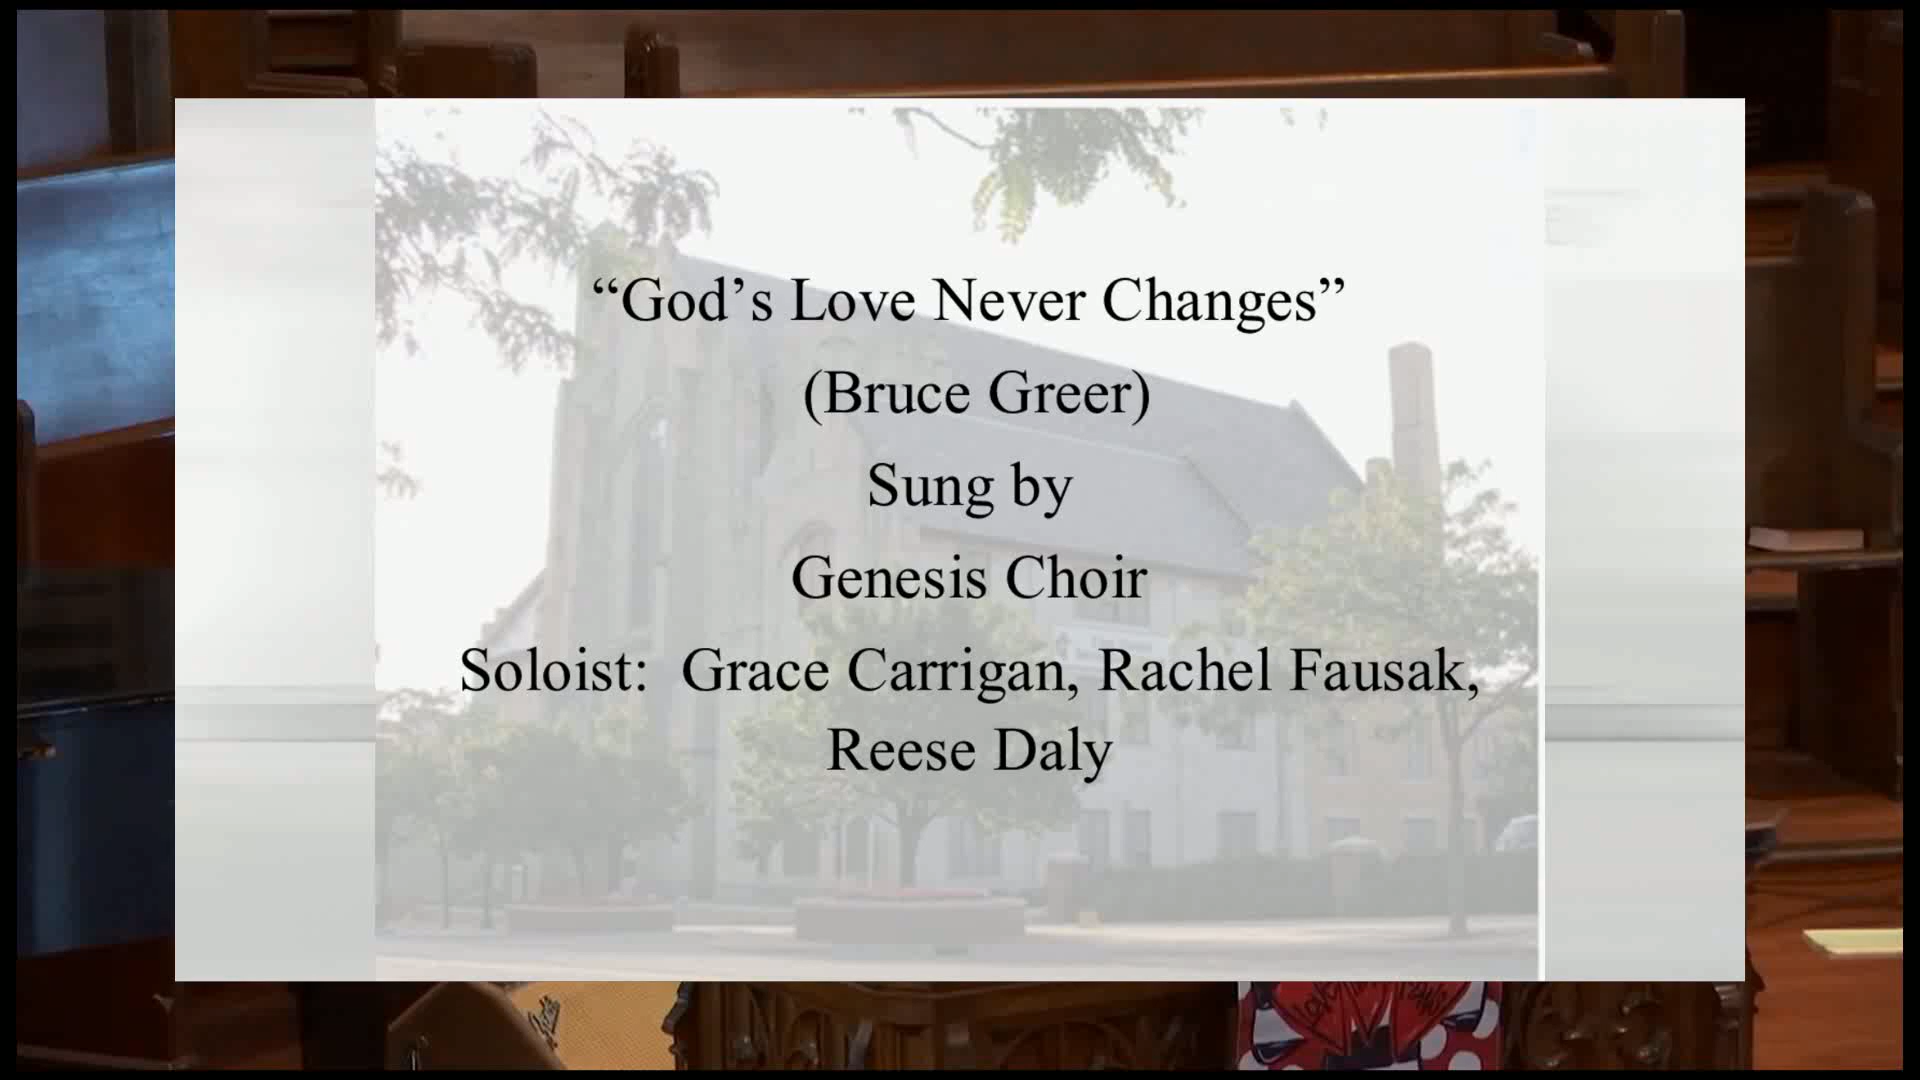 “God’s Love Never Changes”
(Bruce Greer)
Sung by
Genesis Choir
Soloist:  Grace Carrigan, Rachel Fausak,
Reese Daly